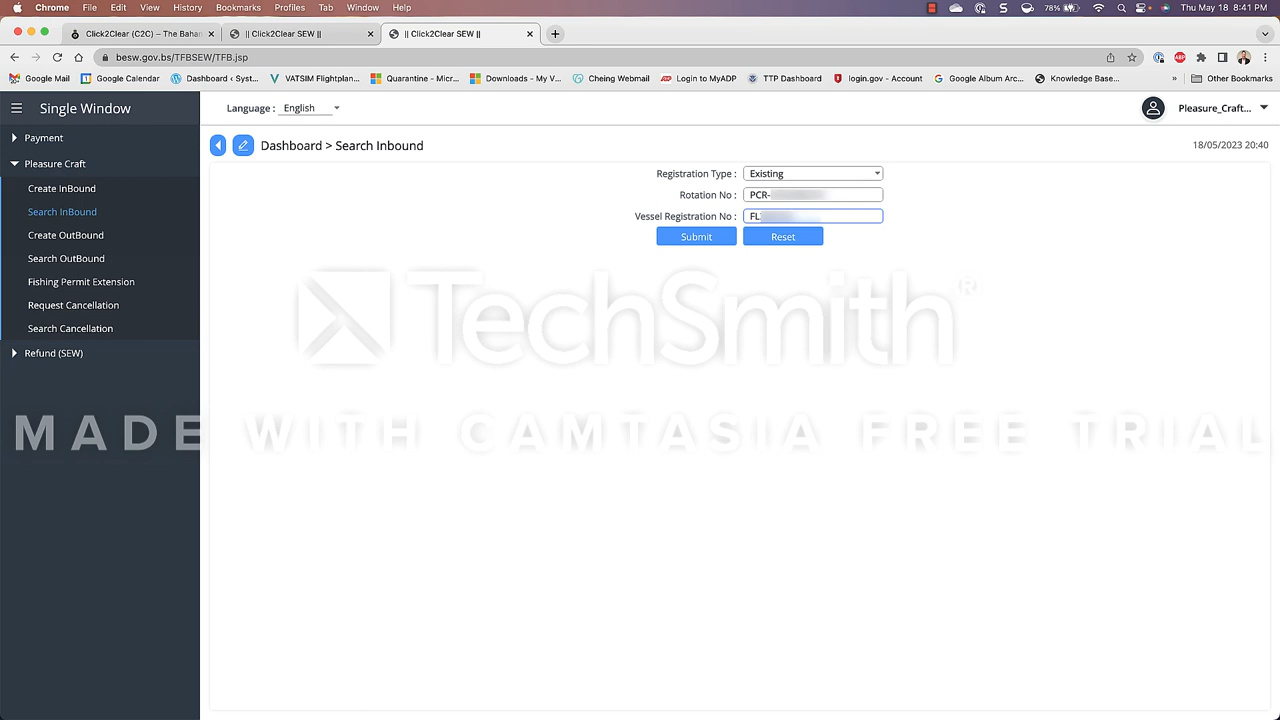 Chrome File Edit View History Bookmarks Profiles Tab Window Help 78% Thu May 18 8:41 PM
Click2Clear (C2C) – The Baha || Click2Clear SEW || || Click2Clear SEW ||
besw.gov.bs/TFBSEW/TFB.jsp
Google Mail Google Calendar Dashboard ‹ Syst... VATSIM Flightplan... Quarantine - Micr... Downloads - My V... Cheing Webmail Login to MyADP TTP Dashboard login.gov - Account Google Album Arc... Knowledge Base... » Other Bookmarks
Single Window
Language : English
Pleasure_Craft...
Payment
Pleasure Craft
Create InBound
Search InBound
Create OutBound
Search OutBound
Fishing Permit Extension
Request Cancellation
Search Cancellation
Refund (SEW)
Dashboard > Search Inbound
18/05/2023 20:40
Registration Type : Existing
Rotation No : PCR-
Vessel Registration No : FL
Submit Reset
TechSmith
MADE WITH CAMTASIA FREE TRIAL